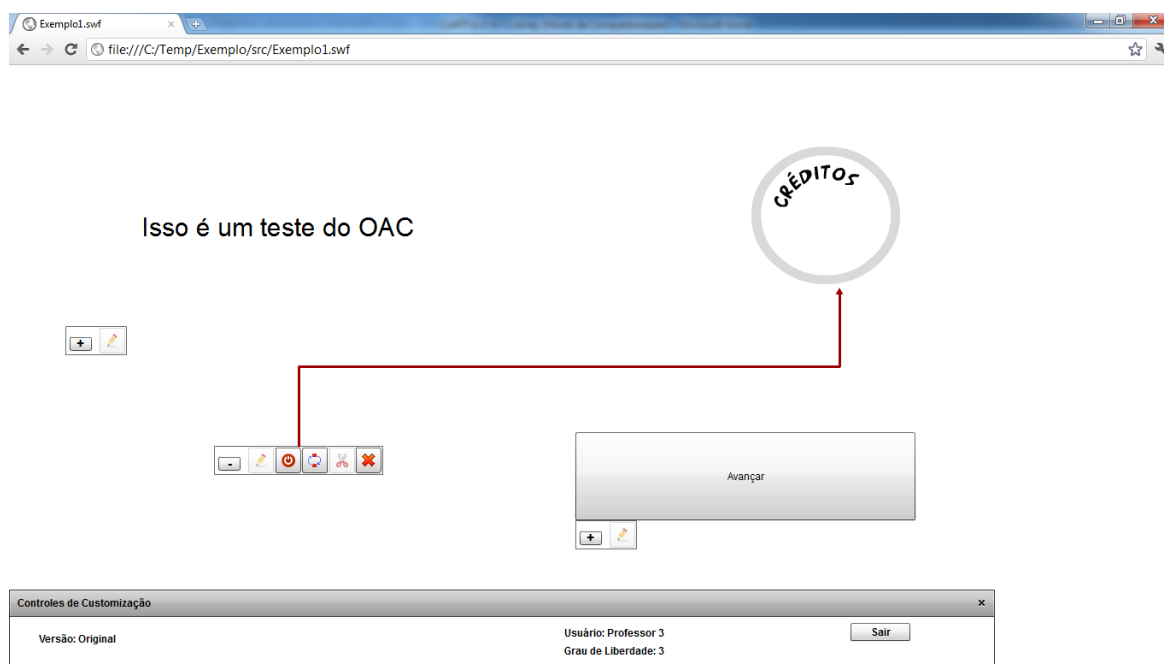 Exemplo1.swf
file:///C:/Temp/Exemplo/src/Exemplo1.swf
CRÉDITOS
Isso é um teste do OAC
Avançar
Controles de Customização
Versão: Original
Usuário: Professor 3
Sair
Grau de Liberdade: 3